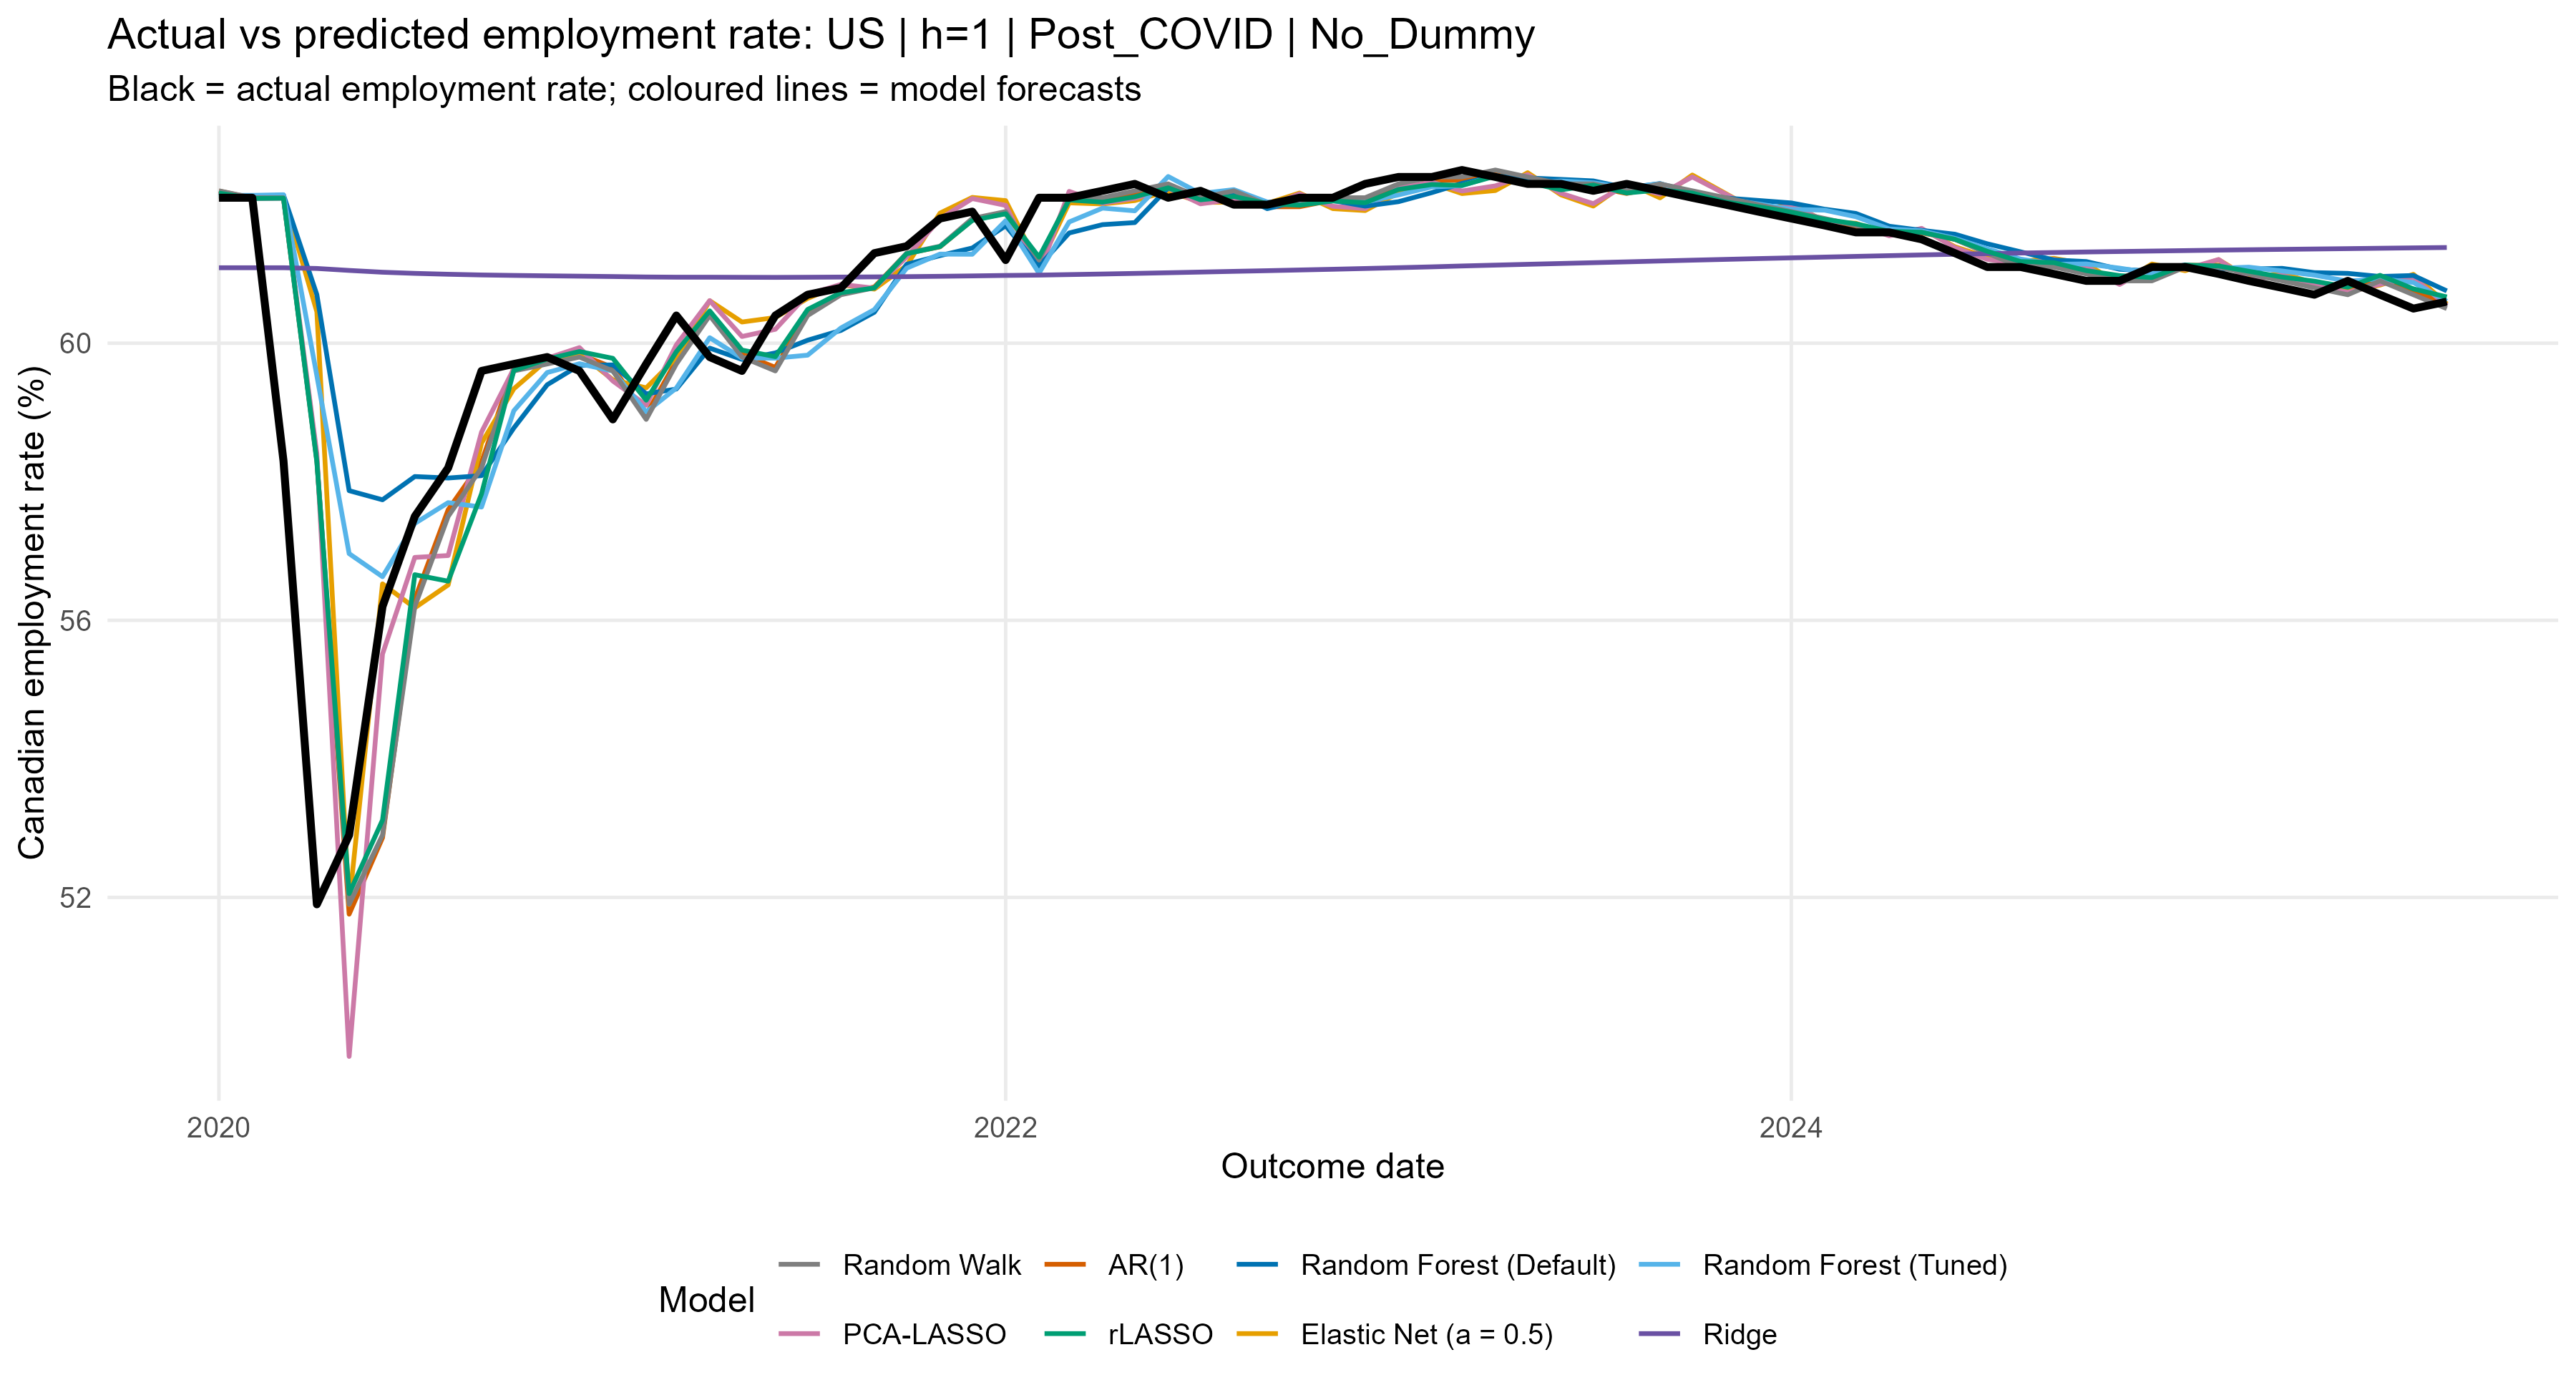 Actual vs predicted employment rate: US | h=1 | Post_COVID | No_Dummy
Black = actual employment rate; coloured lines = model forecasts
Canadian employment rate (%)
60
56
52
2020 2022 2024
Outcome date
Model
Random Walk AR(1) Random Forest (Default) Random Forest (Tuned)
PCA-LASSO rLASSO Elastic Net (a = 0.5) Ridge